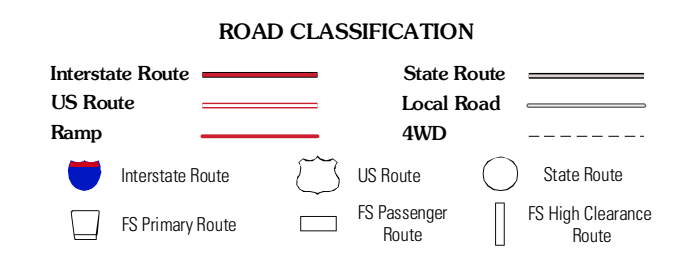 ROAD CLASSIFICATION
Interstate Route
State Route
US Route
Local Road
Ramp
4WD
Interstate Route
US Route
State Route
FS Primary Route
FS Passenger
Route
FS High Clearance
Route